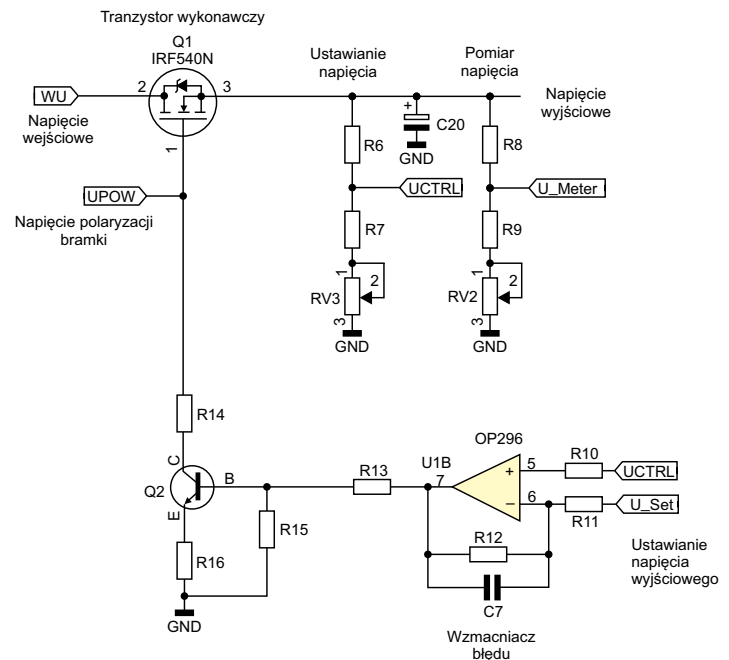 Tranzystor wykonawczy
Q1
IRF540N
2
3
1
WU
Napięcie
wejściowe
UPOW
Napięcie polaryzacji
bramki
Ustawianie
napięcia
Pomiar
napięcia
Napięcie
wyjściowe
+
C20
GND
R6
UCTRL
R7
1
2
RV3
3
GND
R8
U_Meter
R9
1
2
RV2
3
GND
R14
C
Q2
B
E
R16
R15
GND
R13
U1B
7
OP296
+
5
−
6
R10
UCTRL
R11
U_Set
R12
C7
Ustawianie
napięcia
wyjściowego
Wzmacniacz
błędu